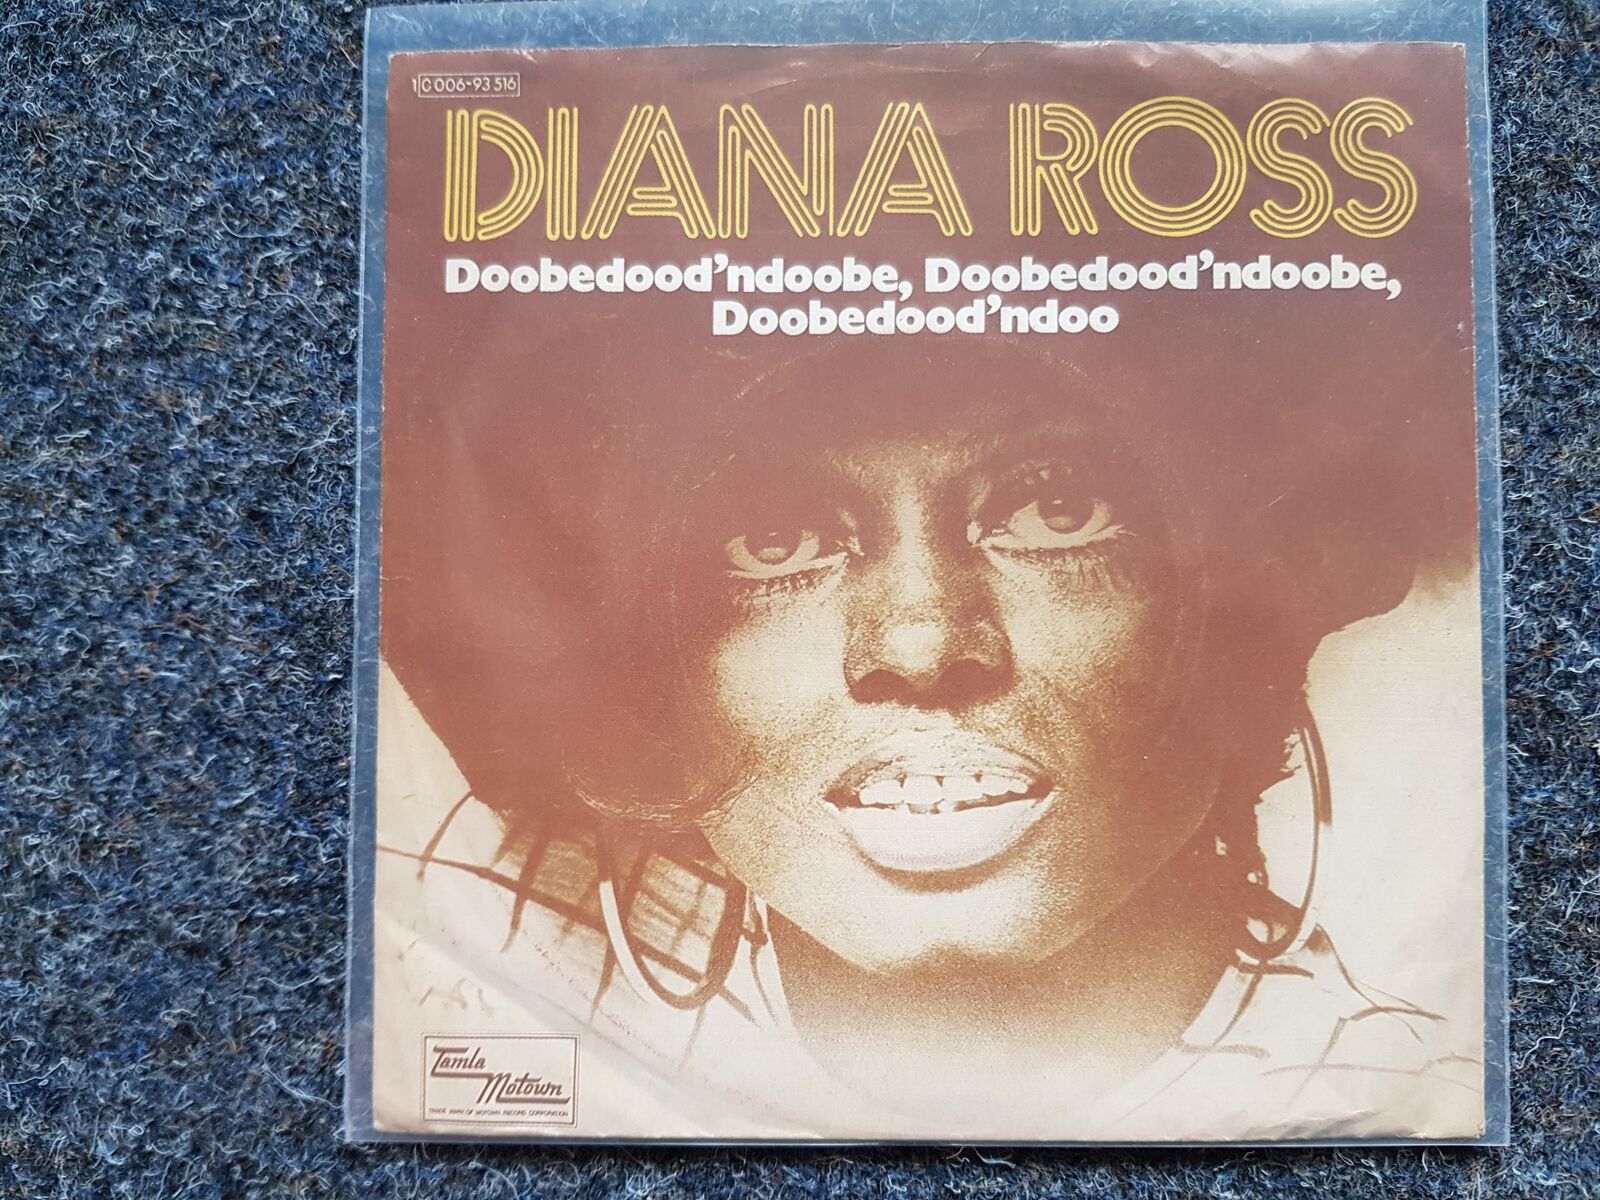 1C 006-93 516
DIANA ROSS
Doobedood'ndoobe, Doobedood'ndoobe,
Doobedood'ndoo
Tamla
Motown
TRADE MARK OF MOTOWN RECORD CORPORATION